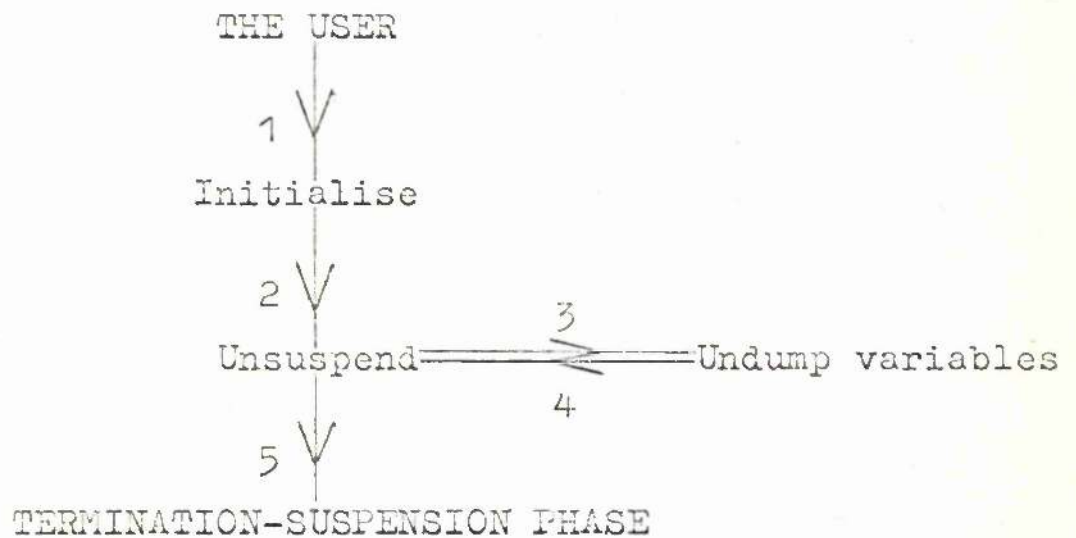 THE USER
1
Initialise
2
3
Unsuspend Undump variables
4
5
TERMINATION-SUSPENSION PHASE